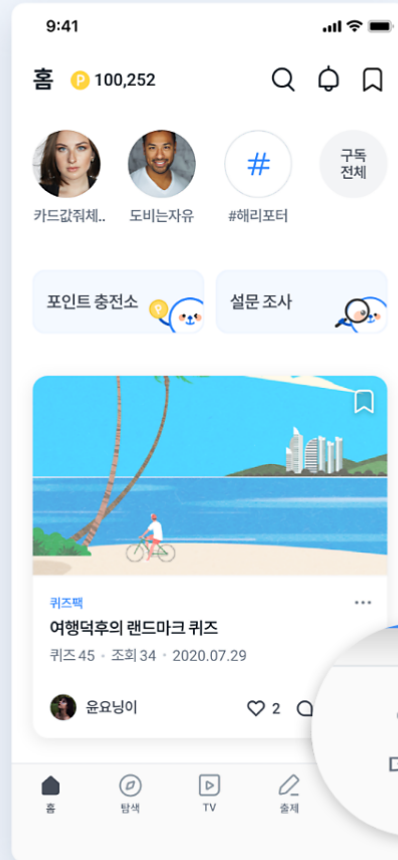 9:41
홈 P 100,252
카드값줘체.. 도비는자유 #해리포터
#
구독
전체
포인트 충전소 P 설문 조사
퀴즈팩
여행덕후의 랜드마크 퀴즈
퀴즈 45 • 조회 34 • 2020.07.29
윤요닝이 2
홈 탐색 TV 출제